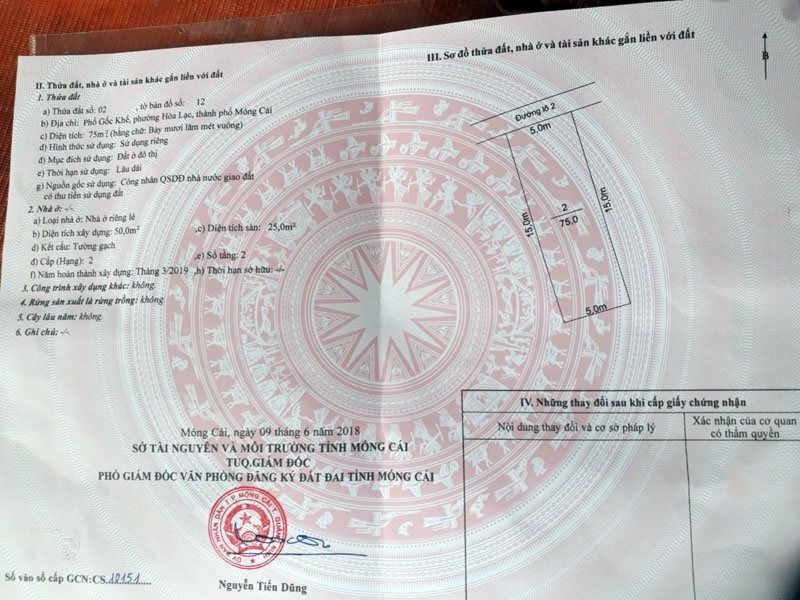 II. Thửa đất, nhà ở và tài sản khác gắn liền với đất
1. Thửa đất
a) Thửa đất số: 02 , tờ bản đồ số: 12
b) Địa chỉ: Phố Gốc Khế, phường Hòa Lạc, thành phố Móng Cái
c) Diện tích: 75m² (bằng chữ: Bảy mươi lăm mét vuông)
d) Hình thức sử dụng: Sử dụng riêng
đ) Mục đích sử dụng: Đất ở đô thị
e) Thời hạn sử dụng: Lâu dài
g) Nguồn gốc sử dụng: Công nhân QSDĐ nhà nước giao đất
có thu tiền sử dụng đất
2. Nhà ở: -/-
a) Loại nhà ở: Nhà ở riêng lẻ
b) Diện tích xây dựng: 50,0m² ,c) Diện tích sàn: 25,0m²
d) Kết cấu: Tường gạch
đ) Cấp (Hạng): 2 ,e) Số tầng: 2
f) Năm hoàn thành xây dựng: Tháng 3/2019 ,h) Thời hạn sở hữu: -/-
3. Công trình xây dựng khác: không.
4. Rừng sản xuất là rừng trồng: không.
5. Cây lâu năm: không.
6. Ghi chú: -/-
Móng Cái, ngày 09 tháng 6 năm 2018
SỞ TÀI NGUYÊN VÀ MÔI TRƯỜNG TỈNH MÓNG CÁI
TUQ.GIÁM ĐỐC
PHÓ GIÁM ĐỐC VĂN PHÒNG ĐĂNG KÝ ĐẤT ĐAI TỈNH MÓNG CÁI
ỦY BAN NHÂN DÂN T.P. MÓNG CÁI T. QUẢNG NINH
Nguyễn Tiến Dũng
Số vào sổ cấp GCN:CS 10151
III. Sơ đồ thửa đất, nhà ở và tài sản khác gắn liền với đất
B
Đường lô 2
5.0m
15.0m
2
75,0
15.0m
5.0m
IV. Những thay đổi sau khi cấp giấy chứng nhận
Nội dung thay đổi và cơ sở pháp lý
Xác nhận của cơ quan
có thẩm quyền